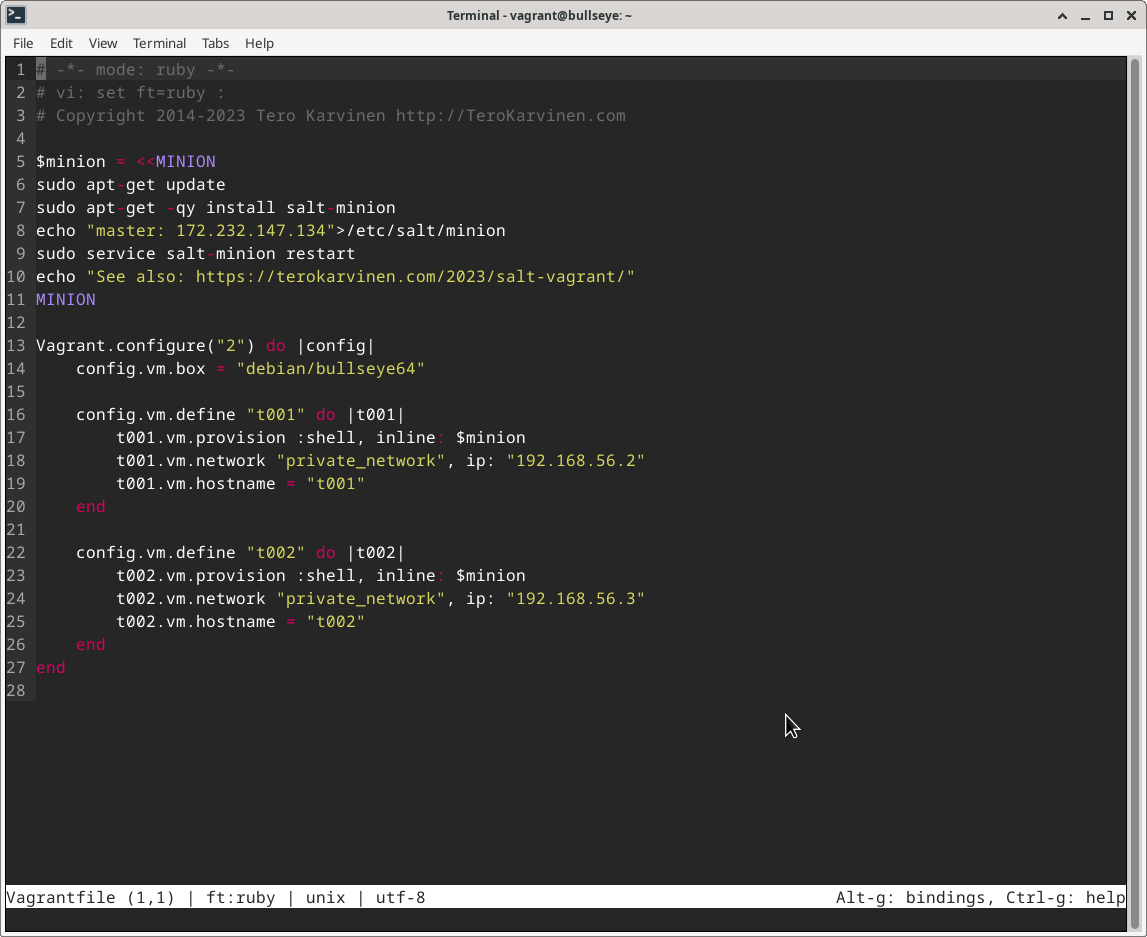 Terminal - vagrant@bullseye: ~
File Edit View Terminal Tabs Help
1 # -*- mode: ruby -*-
2 # vi: set ft=ruby :
3 # Copyright 2014-2023 Tero Karvinen http://TeroKarvinen.com
4
5 $minion = <<MINION
6 sudo apt-get update
7 sudo apt-get -qy install salt-minion
8 echo "master: 172.232.147.134">/etc/salt/minion
9 sudo service salt-minion restart
10 echo "See also: https://terokarvinen.com/2023/salt-vagrant/"
11 MINION
12
13 Vagrant.configure("2") do |config|
14     config.vm.box = "debian/bullseye64"
15
16     config.vm.define "t001" do |t001|
17         t001.vm.provision :shell, inline: $minion
18         t001.vm.network "private_network", ip: "192.168.56.2"
19         t001.vm.hostname = "t001"
20     end
21
22     config.vm.define "t002" do |t002|
23         t002.vm.provision :shell, inline: $minion
24         t002.vm.network "private_network", ip: "192.168.56.3"
25         t002.vm.hostname = "t002"
26     end
27 end
28
Vagrantfile (1,1) | ft:ruby | unix | utf-8 Alt-g: bindings, Ctrl-g: help